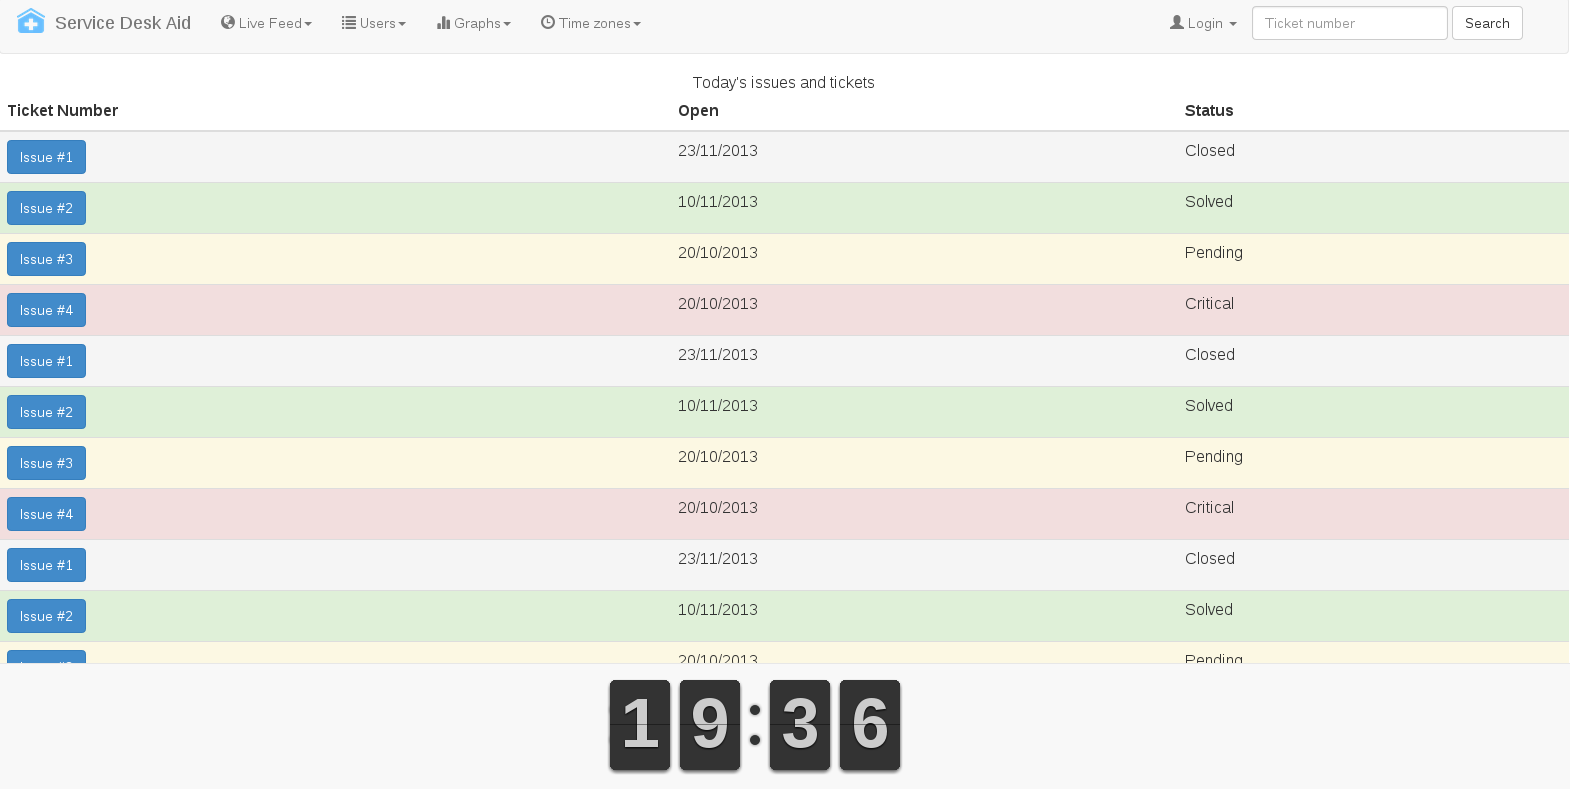 Service Desk Aid Live Feed Users Graphs Time zones Login Ticket number Search
Today's issues and tickets
Ticket Number Open Status
Issue #1 23/11/2013 Closed
Issue #2 10/11/2013 Solved
Issue #3 20/10/2013 Pending
Issue #4 20/10/2013 Critical
Issue #1 23/11/2013 Closed
Issue #2 10/11/2013 Solved
Issue #3 20/10/2013 Pending
Issue #4 20/10/2013 Critical
Issue #1 23/11/2013 Closed
Issue #2 10/11/2013 Solved
20/10/2013 Pending
19:36